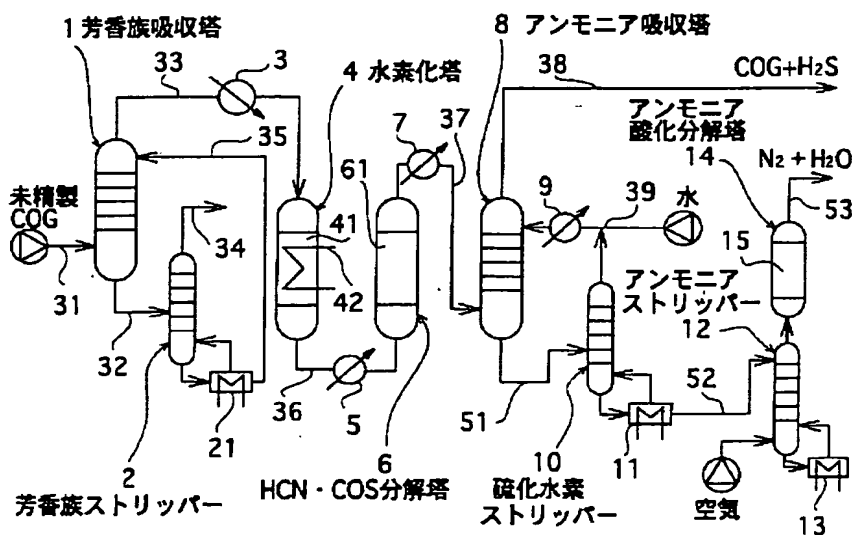 1 芳香族吸収塔
33
3
4 水素化塔
8 アンモニア吸収塔
38
COG+H2S
35
7
37
アンモニア
酸化分解塔
14
N2+H2O
53
未精製
COG
31
34
41
42
61
9
39
水
15
アンモニア
ストリッパー
12
32
36
5
51
52
21
2
芳香族ストリッパー
6
HCN・COS分解塔
10
硫化水素
ストリッパー
11
空気
13